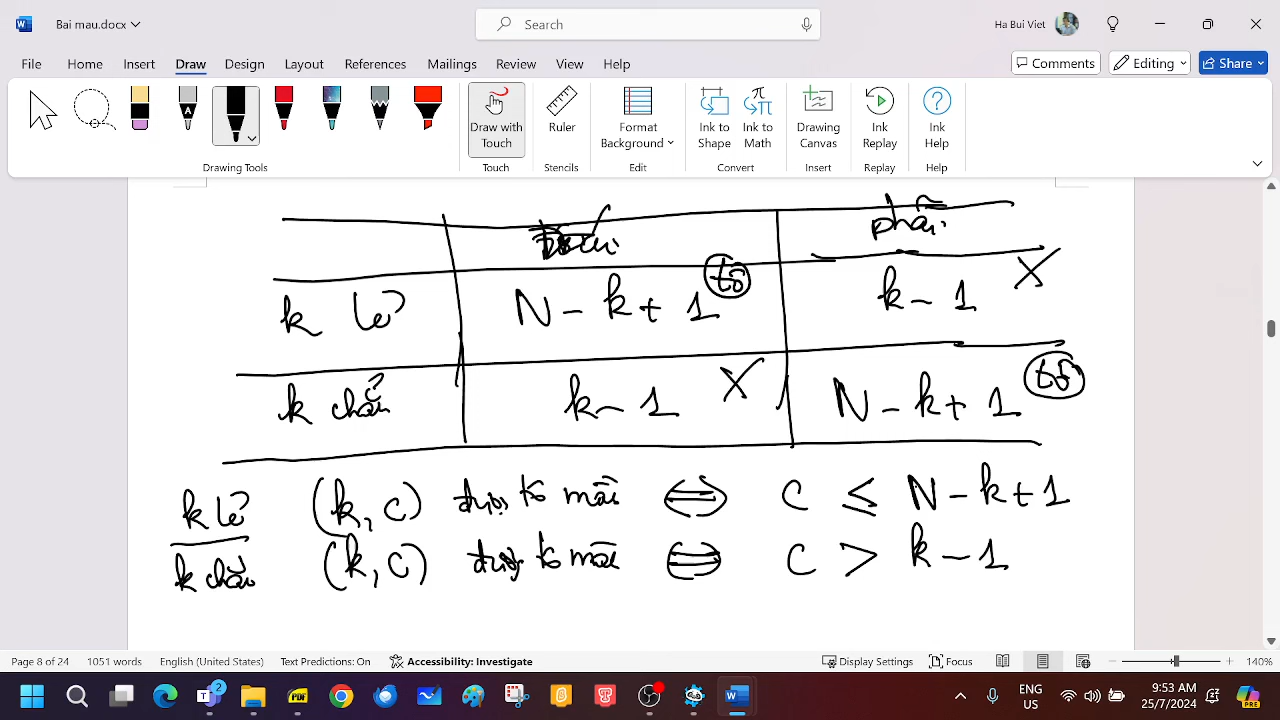 Bai mau.docx
Search
Ha Bui Viet
File Home Insert Draw Design Layout References Mailings Review View Help
Comments Editing Share
Draw with Touch
Ruler
Format Background
Ink to Shape
Ink to Math
Drawing Canvas
Ink Replay
Ink Help
Drawing Tools Touch Stencils Edit Convert Insert Replay Help
phải
k lẻ N - k + 1 tô k - 1 X
k chẵn k - 1 X N - k + 1 tô
k lẻ (k, c) được tô màu ⇔ c ≤ N - k + 1
k chẵn (k, c) được tô màu ⇔ c > k - 1
Page 8 of 24 1051 words English (United States) Text Predictions: On Accessibility: Investigate Display Settings Focus 140%
ENG US 9:53 AM 25/7/2024